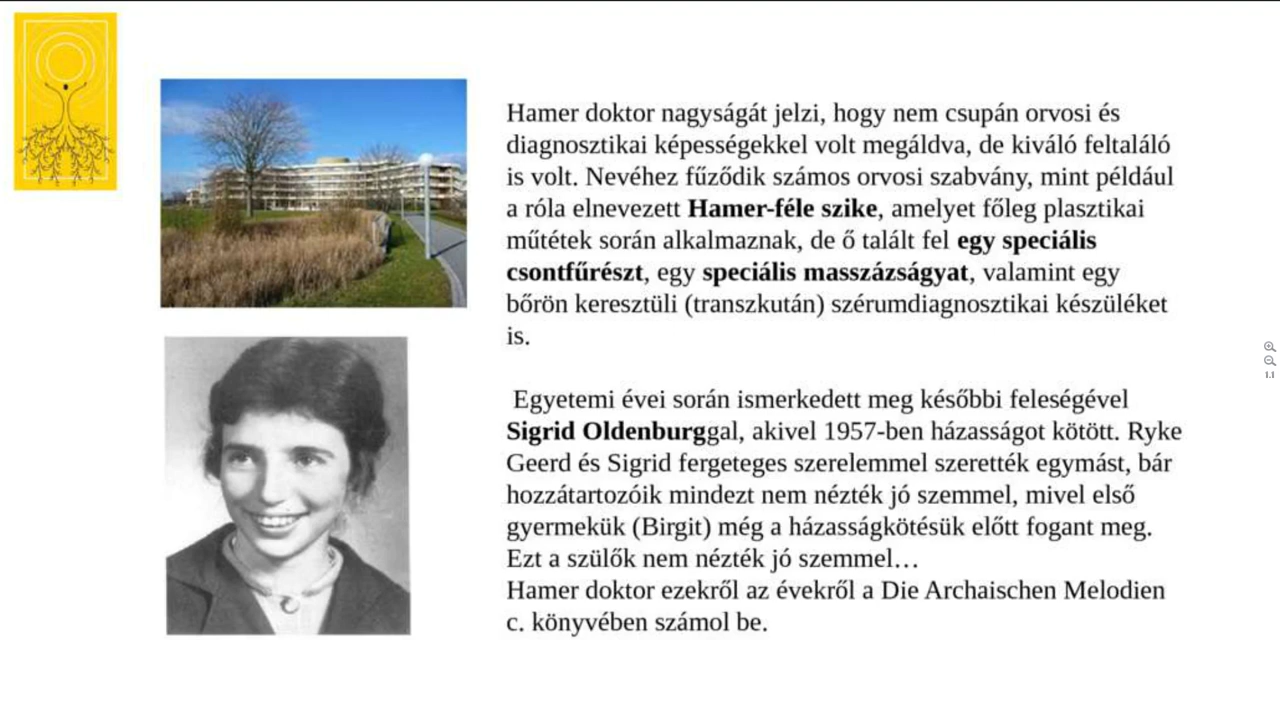 Hamer doktor nagyságát jelzi, hogy nem csupán orvosi és
diagnosztikai képességekkel volt megáldva, de kiváló feltaláló
is volt. Nevéhez fűződik számos orvosi szabvány, mint például
a róla elnevezett Hamer-féle szike, amelyet főleg plasztikai
műtétek során alkalmaznak, de ő talált fel egy speciális
csontfűrészt, egy speciális masszázságyat, valamint egy
bőrön keresztüli (transzkután) szérumdiagnosztikai készüléket
is.
Egyetemi évei során ismerkedett meg későbbi feleségével
Sigrid Oldenburggal, akivel 1957-ben házasságot kötött. Ryke
Geerd és Sigrid fergeteges szerelemmel szerették egymást, bár
hozzátartozóik mindezt nem nézték jó szemmel, mivel első
gyermekük (Birgit) még a házasságkötésük előtt fogant meg.
Ezt a szülők nem nézték jó szemmel…
Hamer doktor ezekről az évekről a Die Archaischen Melodien
c. könyvében számol be.
1:1